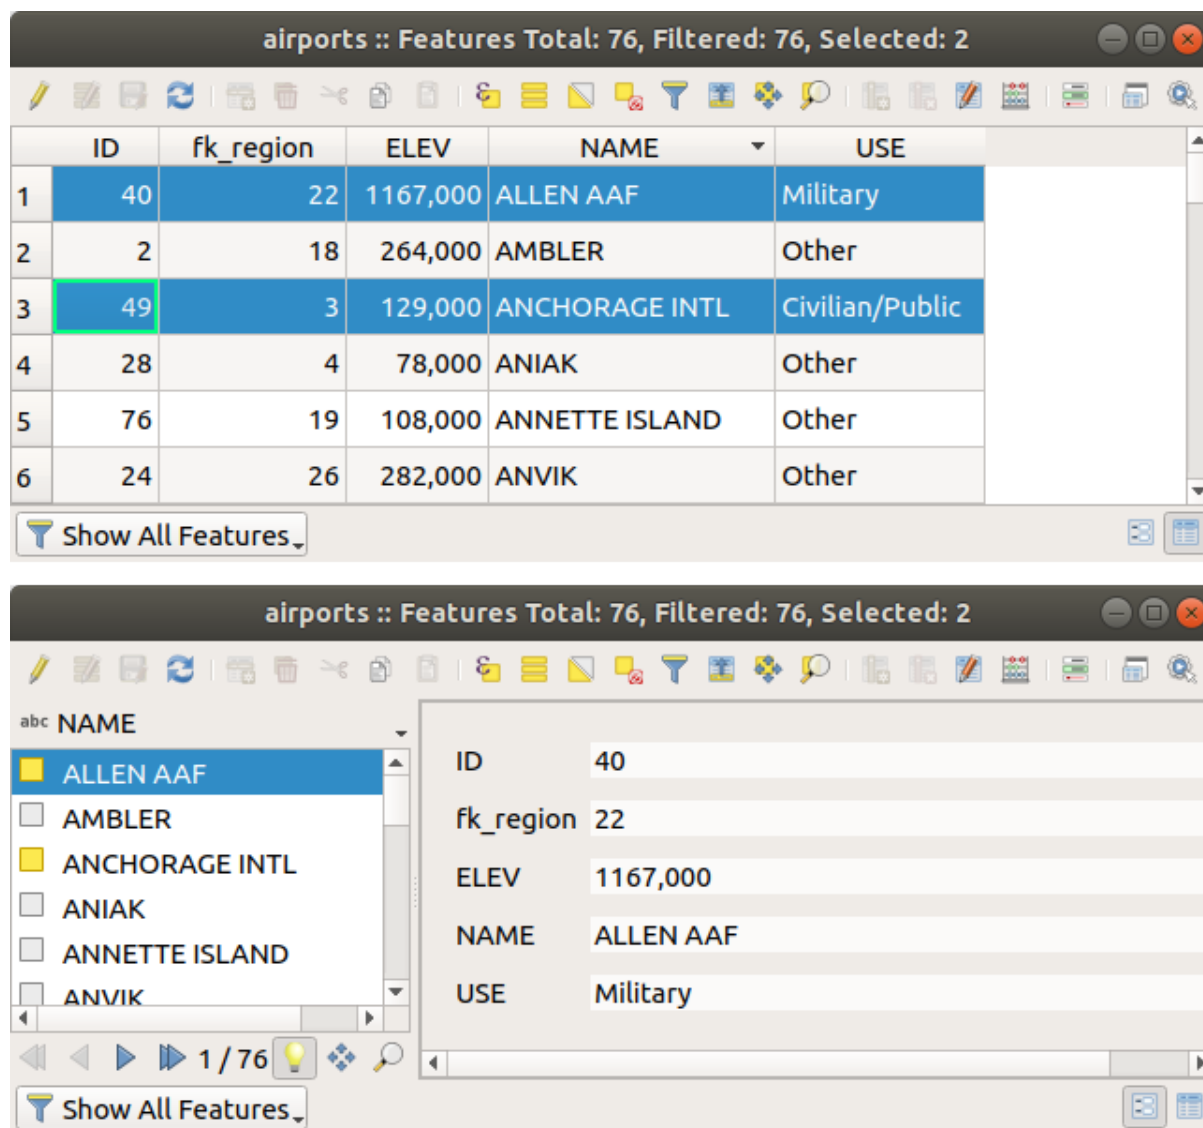 airports :: Features Total: 76, Filtered: 76, Selected: 2
ID fk_region ELEV NAME USE
1 40 22 1167,000 ALLEN AAF Military
2 2 18 264,000 AMBLER Other
3 49 3 129,000 ANCHORAGE INTL Civilian/Public
4 28 4 78,000 ANIAK Other
5 76 19 108,000 ANNETTE ISLAND Other
6 24 26 282,000 ANVIK Other
Show All Features
airports :: Features Total: 76, Filtered: 76, Selected: 2
abc NAME
ALLEN AAF
AMBLER
ANCHORAGE INTL
ANIAK
ANNETTE ISLAND
ANVIK
1 / 76
ID 40
fk_region 22
ELEV 1167,000
NAME ALLEN AAF
USE Military
Show All Features